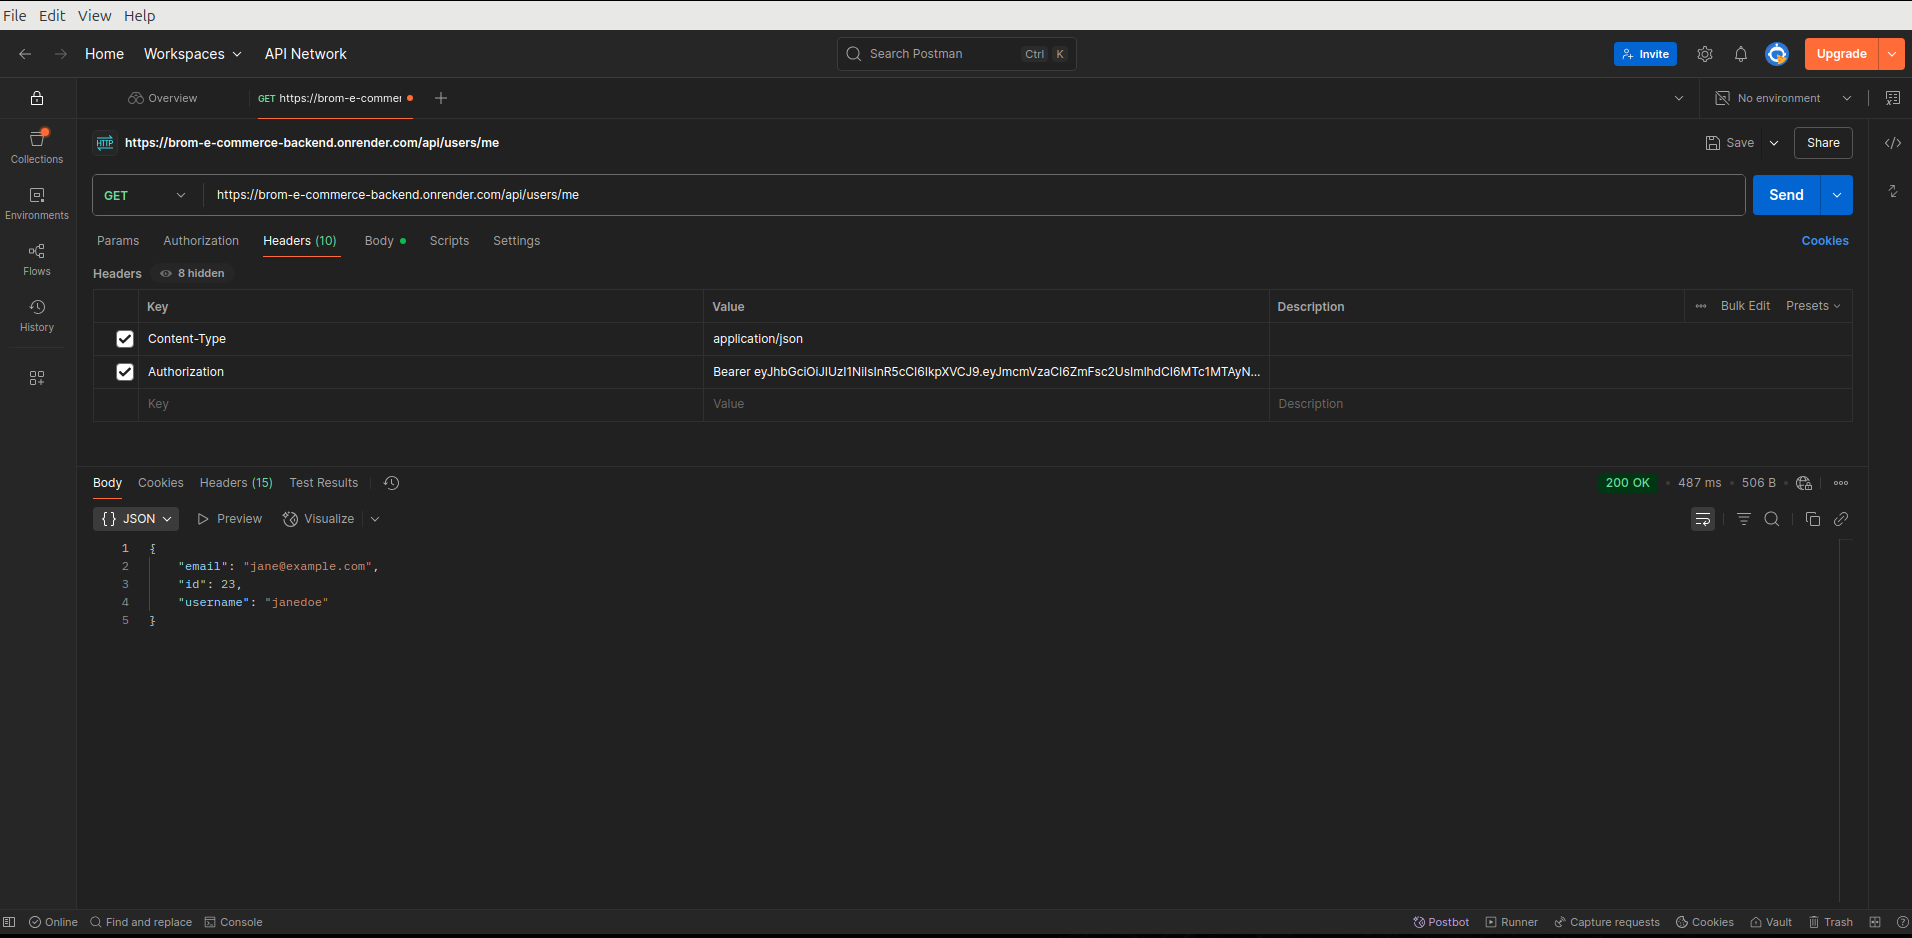 File Edit View Help
Home Workspaces API Network Search Postman Ctrl K Invite Upgrade
Overview GET https://brom-e-commer No environment
HTTP https://brom-e-commerce-backend.onrender.com/api/users/me Save Share
Collections
GET https://brom-e-commerce-backend.onrender.com/api/users/me Send
Environments
Params Authorization Headers (10) Body Scripts Settings Cookies
Flows
Headers 8 hidden
Key Value Description Bulk Edit Presets
History
Content-Type application/json
Authorization Bearer eyJhbGciOiJIUzI1NiIsInR5cCI6IkpXVCJ9.eyJmcmVzaCI6ZmFsc2UsImlhdCI6MTc1MTAyN...
Key Value Description
Body Cookies Headers (15) Test Results 200 OK • 487 ms • 506 B •
{} JSON Preview Visualize
1 {
2 "email": "jane@example.com",
3 "id": 23,
4 "username": "janedoe"
5 }
Online Find and replace Console Postbot Runner Capture requests Cookies Vault Trash